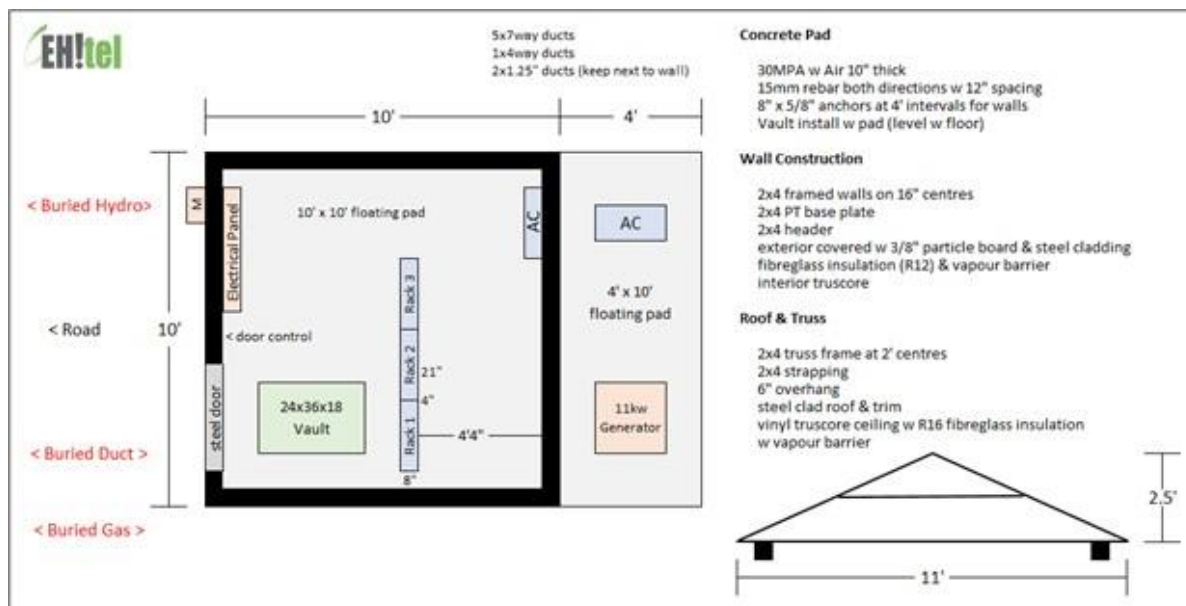 EH!tel
5x7way ducts
1x4way ducts
2x1.25" ducts (keep next to wall)
10'
4'
< Buried Hydro>
M
Electrical Panel
10' x 10' floating pad
AC
AC
Rack 3
4' x 10'
floating pad
< Road
10'
< door control
Rack 2
21"
steel door
24x36x18
Vault
4"
Rack 1
4'4"
11kw
Generator
< Buried Duct >
8"
< Buried Gas >
Concrete Pad
30MPA w Air 10" thick
15mm rebar both directions w 12" spacing
8" x 5/8" anchors at 4' intervals for walls
Vault install w pad (level w floor)
Wall Construction
2x4 framed walls on 16" centres
2x4 PT base plate
2x4 header
exterior covered w 3/8" particle board & steel cladding
fibreglass insulation (R12) & vapour barrier
interior truscore
Roof & Truss
2x4 truss frame at 2' centres
2x4 strapping
6" overhang
steel clad roof & trim
vinyl truscore ceiling w R16 fibreglass insulation
w vapour barrier
2.5'
11'